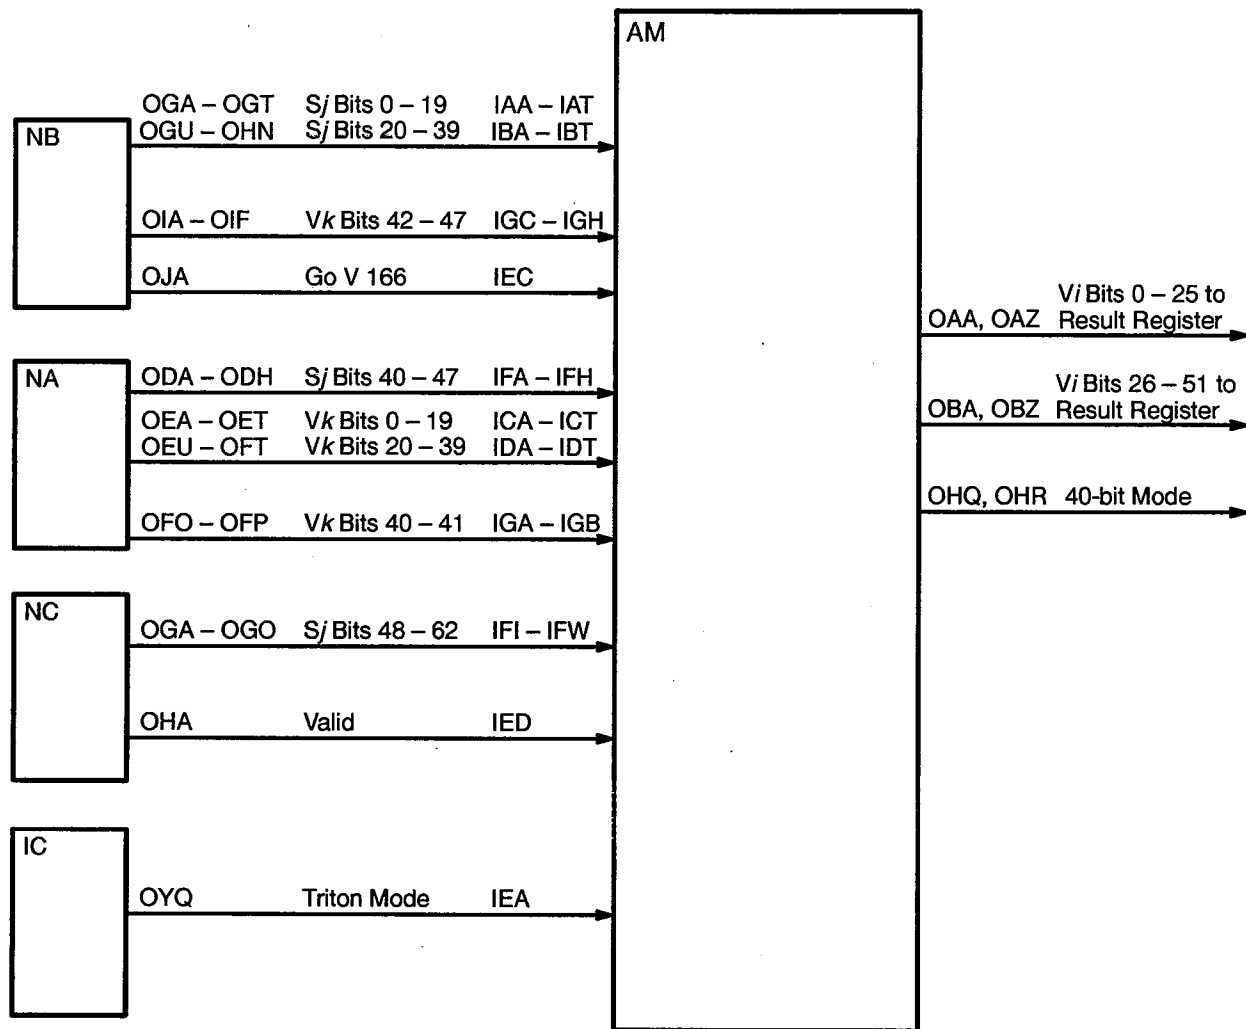 AM
NB
OGA – OGT Sj Bits 0 – 19 IAA – IAT
OGU – OHN Sj Bits 20 – 39 IBA – IBT
OIA – OIF Vk Bits 42 – 47 IGC – IGH
OJA Go V 166 IEC
NA
ODA – ODH Sj Bits 40 – 47 IFA – IFH
OEA – OET Vk Bits 0 – 19 ICA – ICT
OEU – OFT Vk Bits 20 – 39 IDA – IDT
OFO – OFP Vk Bits 40 – 41 IGA – IGB
NC
OGA – OGO Sj Bits 48 – 62 IFI – IFW
OHA Valid IED
IC
OYQ Triton Mode IEA
Vi Bits 0 – 25 to
OAA, OAZ Result Register
Vi Bits 26 – 51 to
OBA, OBZ Result Register
OHQ, OHR 40-bit Mode